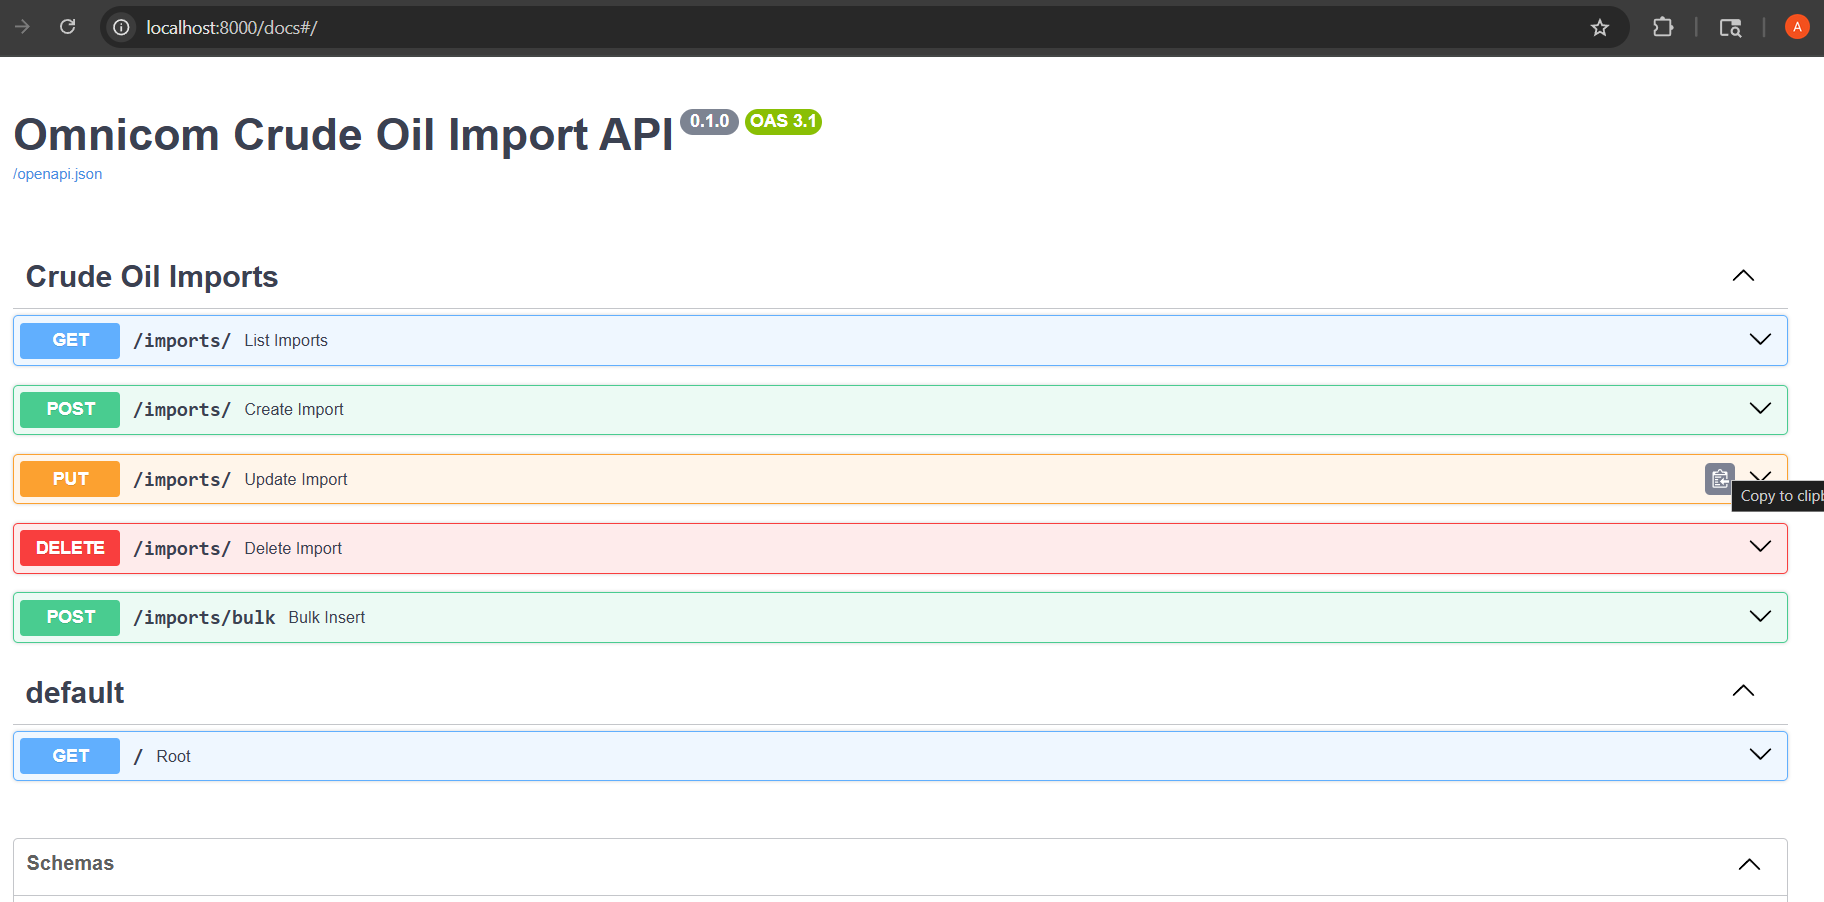 localhost:8000/docs#/
A
Omnicom Crude Oil Import API 0.1.0 OAS 3.1
/openapi.json
Crude Oil Imports
GET /imports/ List Imports
POST /imports/ Create Import
PUT /imports/ Update Import
Copy to clipb
DELETE /imports/ Delete Import
POST /imports/bulk Bulk Insert
default
GET / Root
Schemas